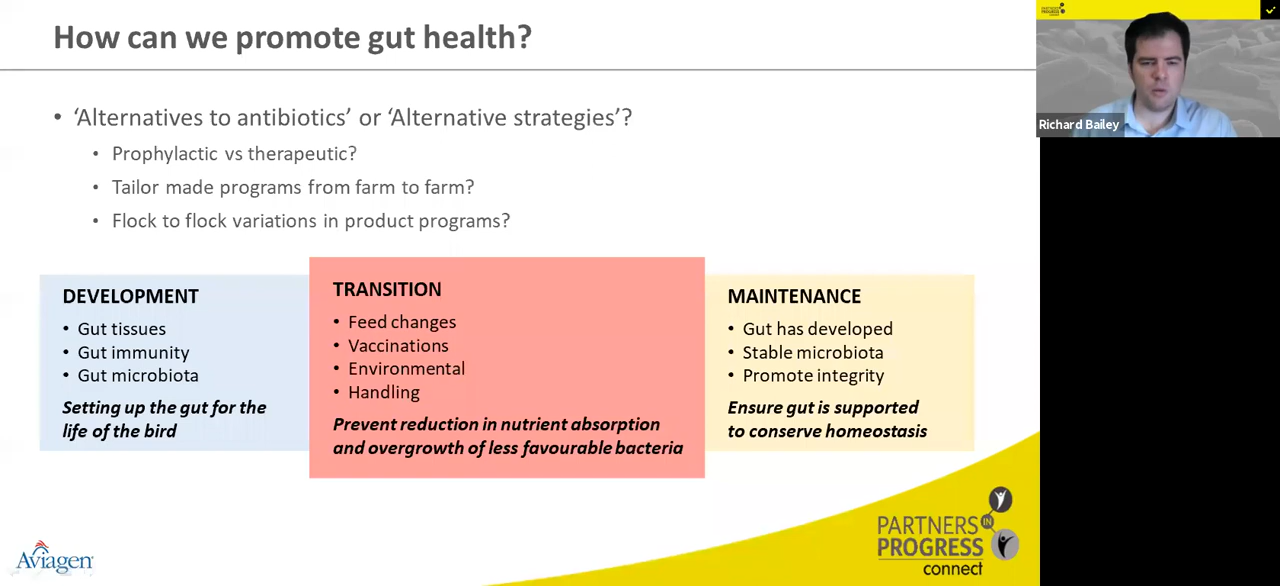 How can we promote gut health?
• ‘Alternatives to antibiotics’ or ‘Alternative strategies’?
• Prophylactic vs therapeutic?
• Tailor made programs from farm to farm?
• Flock to flock variations in product programs?
DEVELOPMENT
• Gut tissues
• Gut immunity
• Gut microbiota
Setting up the gut for the
life of the bird
TRANSITION
• Feed changes
• Vaccinations
• Environmental
• Handling
Prevent reduction in nutrient absorption
and overgrowth of less favourable bacteria
MAINTENANCE
• Gut has developed
• Stable microbiota
• Promote integrity
Ensure gut is supported
to conserve homeostasis
Aviagen
PARTNERS
IN
PROGRESS
connect
Richard Bailey